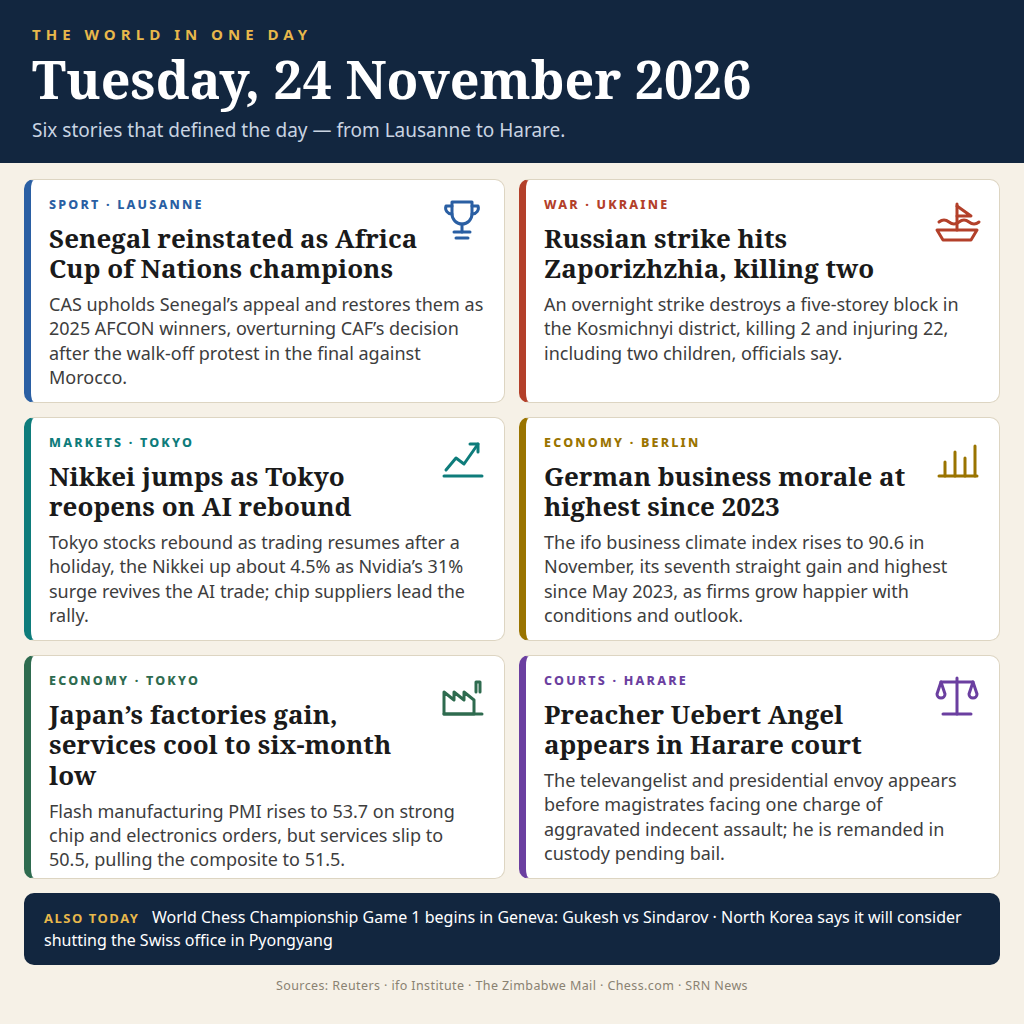 THE WORLD IN ONE DAY
Tuesday, 24 November 2026
Six stories that defined the day — from Lausanne to Harare.
SPORT · LAUSANNE
Senegal reinstated as Africa
Cup of Nations champions
CAS upholds Senegal’s appeal and restores them as
2025 AFCON winners, overturning CAF’s decision
after the walk-off protest in the final against
Morocco.
WAR · UKRAINE
Russian strike hits
Zaporizhzhia, killing two
An overnight strike destroys a five-storey block in
the Kosmichnyi district, killing 2 and injuring 22,
including two children, officials say.
MARKETS · TOKYO
Nikkei jumps as Tokyo
reopens on AI rebound
Tokyo stocks rebound as trading resumes after a
holiday, the Nikkei up about 4.5% as Nvidia’s 31%
surge revives the AI trade; chip suppliers lead the
rally.
ECONOMY · BERLIN
German business morale at
highest since 2023
The ifo business climate index rises to 90.6 in
November, its seventh straight gain and highest
since May 2023, as firms grow happier with
conditions and outlook.
ECONOMY · TOKYO
Japan’s factories gain,
services cool to six-month
low
Flash manufacturing PMI rises to 53.7 on strong
chip and electronics orders, but services slip to
50.5, pulling the composite to 51.5.
COURTS · HARARE
Preacher Uebert Angel
appears in Harare court
The televangelist and presidential envoy appears
before magistrates facing one charge of
aggravated indecent assault; he is remanded in
custody pending bail.
ALSO TODAY World Chess Championship Game 1 begins in Geneva: Gukesh vs Sindarov · North Korea says it will consider
shutting the Swiss office in Pyongyang
Sources: Reuters · ifo Institute · The Zimbabwe Mail · Chess.com · SRN News